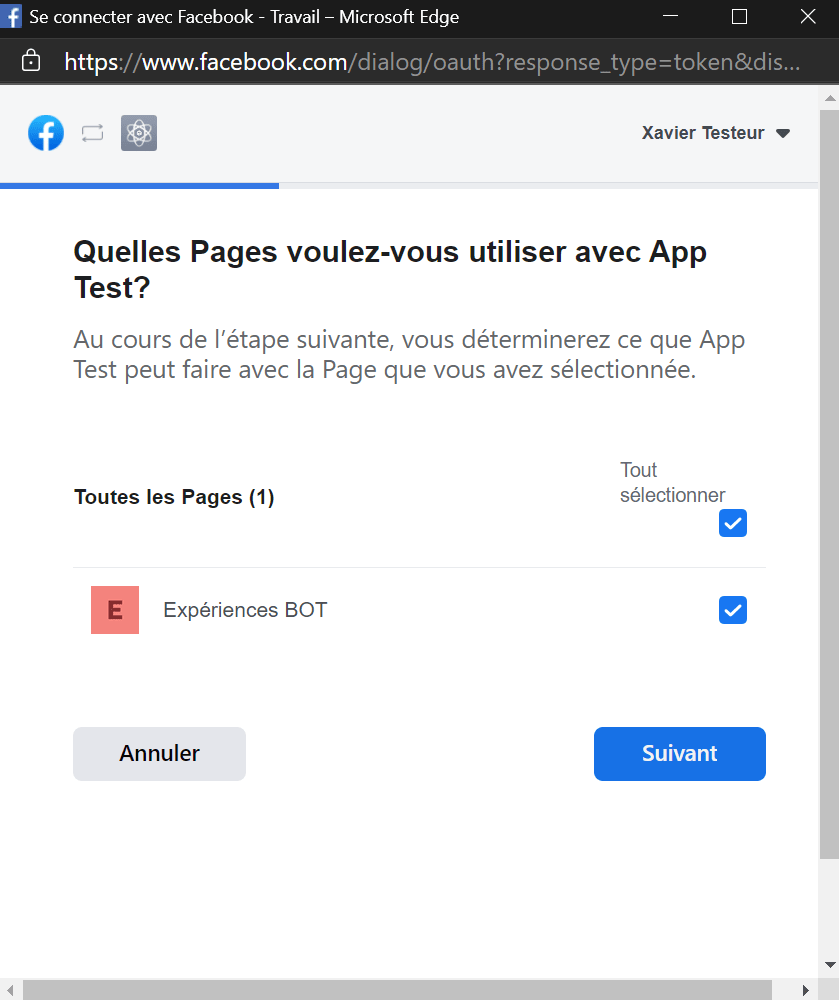 Se connecter avec Facebook - Travail – Microsoft Edge
https://www.facebook.com/dialog/oauth?response_type=token&dis...
Xavier Testeur
Quelles Pages voulez-vous utiliser avec App
Test?
Au cours de l’étape suivante, vous déterminerez ce que App
Test peut faire avec la Page que vous avez sélectionnée.
Tout
sélectionner
Toutes les Pages (1)
E
Expériences BOT
Annuler
Suivant